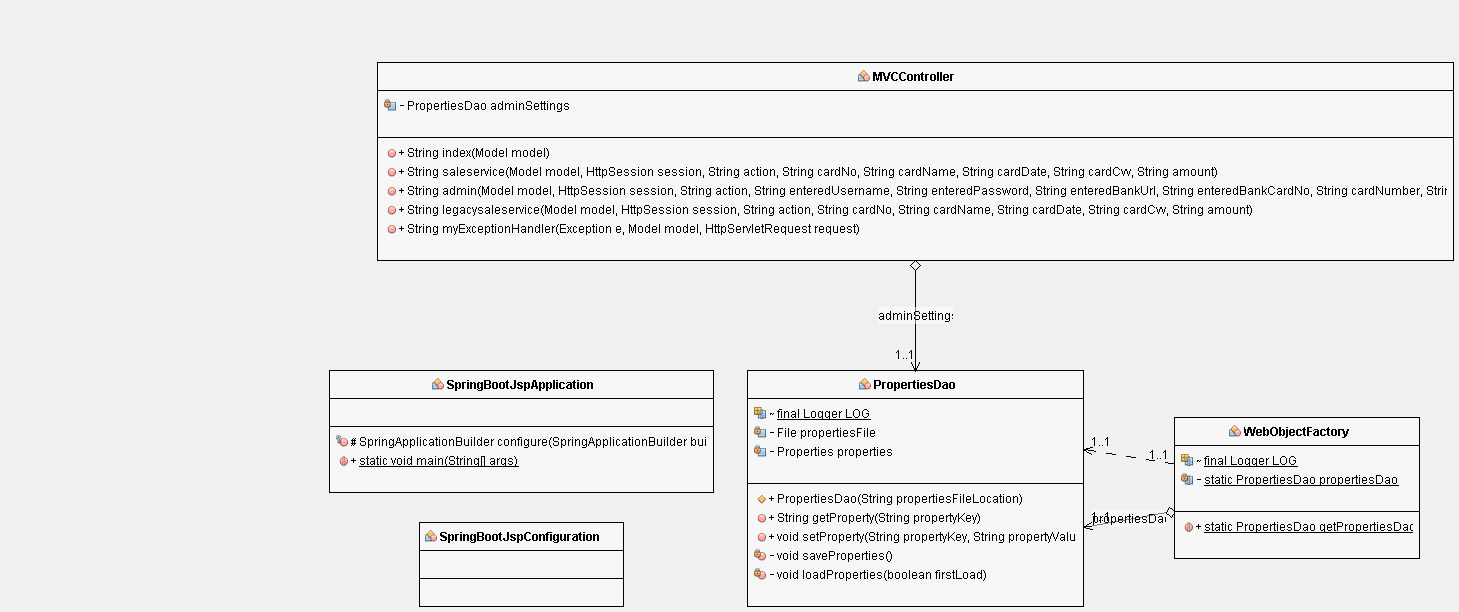 MVCController
- PropertiesDao adminSettings
+ String index(Model model)
+ String saleservice(Model model, HttpSession session, String action, String cardNo, String cardName, String cardDate, String cardCvv, String amount)
+ String admin(Model model, HttpSession session, String action, String enteredUsername, String enteredPassword, String enteredBankUrl, String enteredBankCardNo, String cardNumber, Strin
+ String legacysaleservice(Model model, HttpSession session, String action, String cardNo, String cardName, String cardDate, String cardCvv, String amount)
+ String myExceptionHandler(Exception e, Model model, HttpServletRequest request)
adminSettings
1..1
SpringBootJspApplication
# SpringApplicationBuilder configure(SpringApplicationBuilder bui
+ static void main(String[] args)
SpringBootJspConfiguration
PropertiesDao
~ final Logger LOG
- File propertiesFile
- Properties properties
+ PropertiesDao(String propertiesFileLocation)
+ String getProperty(String propertyKey)
+ void setProperty(String propertyKey, String propertyValu
- void saveProperties()
- void loadProperties(boolean firstLoad)
1..1
1..1
1..1
propertiesDa
WebObjectFactory
~ final Logger LOG
- static PropertiesDao propertiesDao
+ static PropertiesDao getPropertiesDao